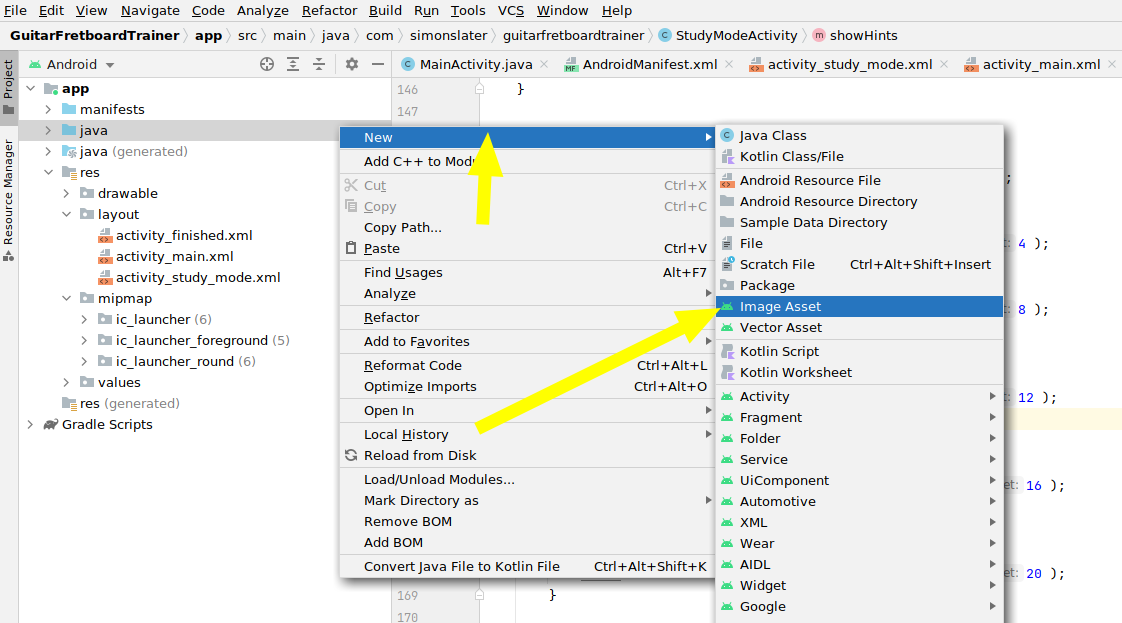 File Edit View Navigate Code Analyze Refactor Build Run Tools VCS Window Help
GuitarFretboardTrainer app src main java com simonslater guitarfretboardtrainer C StudyModeActivity m showHints
Project
Resource Manager
Android
C MainActivity.java MF AndroidManifest.xml activity_study_mode.xml activity_main.xml
app
manifests
java
java (generated)
res
drawable
layout
activity_finished.xml
activity_main.xml
activity_study_mode.xml
mipmap
ic_launcher (6)
ic_launcher_foreground (5)
ic_launcher_round (6)
values
res (generated)
Gradle Scripts
146 }
147
New
Add C++ to Modu
Cut Ctrl+X
Copy Ctrl+C
Copy Path...
Paste Ctrl+V
Find Usages Alt+F7
Analyze
Refactor
Add to Favorites
Reformat Code Ctrl+Alt+L
Optimize Imports Ctrl+Alt+O
Open In
Local History
Reload from Disk
Load/Unload Modules...
Mark Directory as
Remove BOM
Add BOM
Convert Java File to Kotlin File Ctrl+Alt+Shift+K
C Java Class
Kotlin Class/File
Android Resource File
Android Resource Directory
Sample Data Directory
File
Scratch File Ctrl+Alt+Shift+Insert
Package
Image Asset
Vector Asset
Kotlin Script
Kotlin Worksheet
Activity
Fragment
Folder
Service
UiComponent
Automotive
XML
Wear
AIDL
Widget
Google
;
: 4 );
: 8 );
: 12 );
et: 16 );
et: 20 );
169 }
170